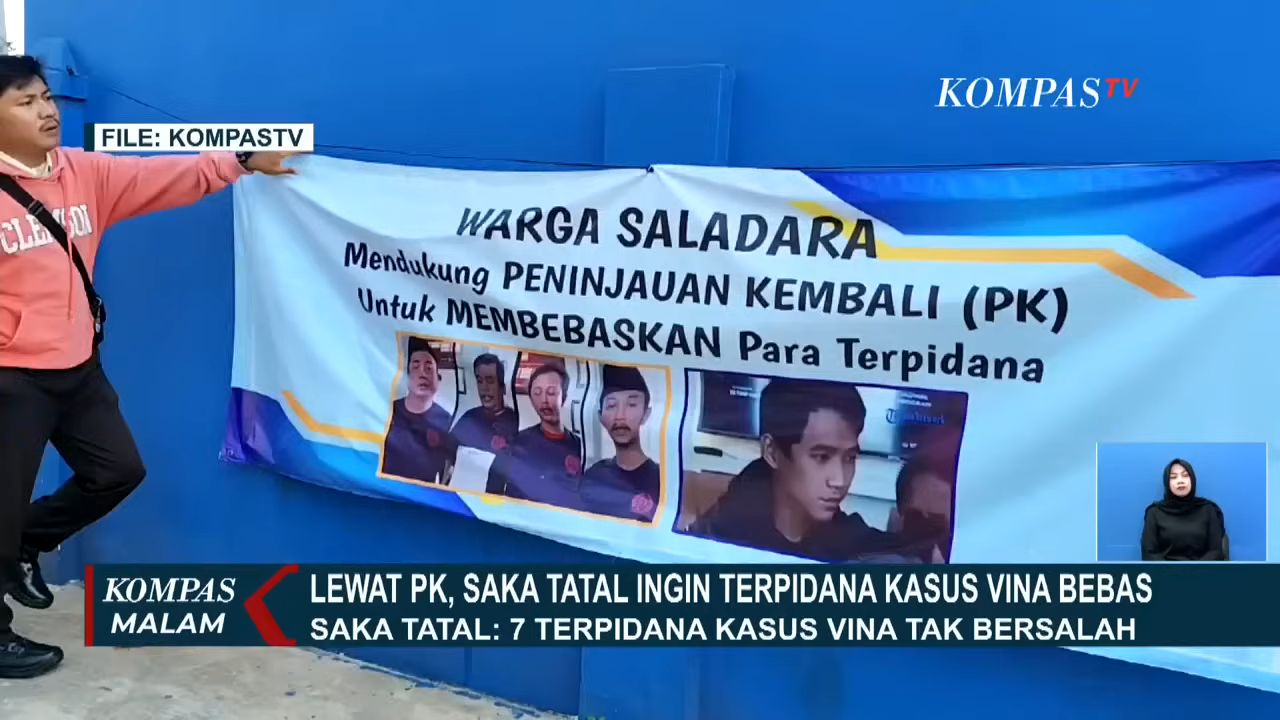 KOMPASTV
FILE: KOMPASTV
CLEMSON
WARGA SALADARA
Mendukung PENINJAUAN KEMBALI (PK)
Untuk MEMBEBASKAN Para Terpidana
KOMPAS
MALAM
LEWAT PK, SAKA TATAL INGIN TERPIDANA KASUS VINA BEBAS
SAKA TATAL: 7 TERPIDANA KASUS VINA TAK BERSALAH